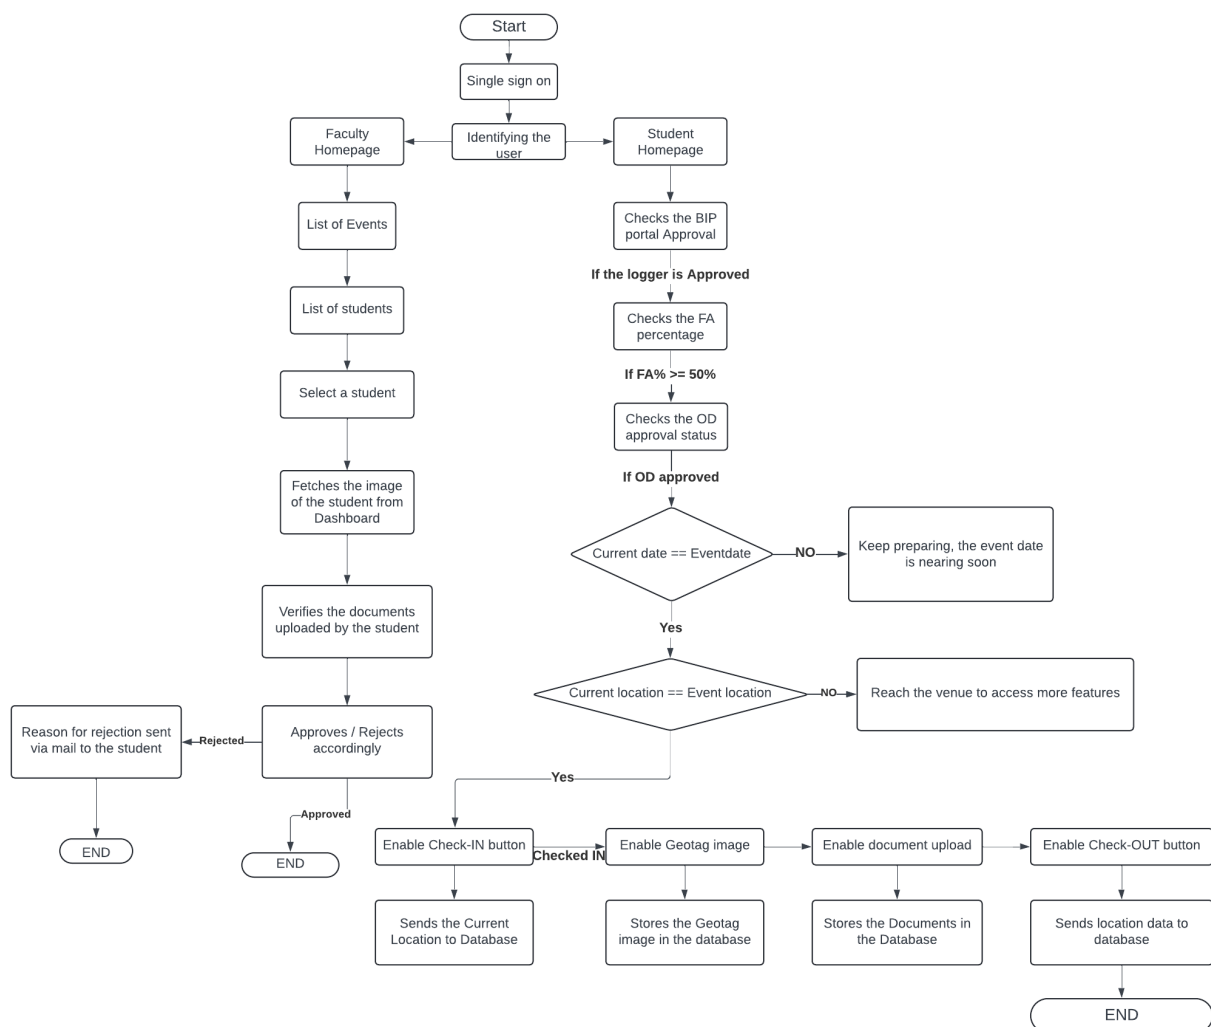 Start
Single sign on
Identifying the
user
Faculty
Homepage
Student
Homepage
List of Events
Checks the BIP
portal Approval
If the logger is Approved
List of students
Checks the FA
percentage
If FA% >= 50%
Select a student
Checks the OD
approval status
If OD approved
Fetches the image
of the student from
Dashboard
Current date == Eventdate
NO
Keep preparing, the event date
is nearing soon
Verifies the documents
uploaded by the student
Yes
Current location == Event location
NO
Reach the venue to access more features
Reason for rejection sent
via mail to the student
Rejected
Approves / Rejects
accordingly
Yes
Approved
END
END
Enable Check-IN button
Checked IN
Enable Geotag image
Enable document upload
Enable Check-OUT button
Sends the Current
Location to Database
Stores the Geotag
image in the database
Stores the Documents in
the Database
Sends location data to
database
END